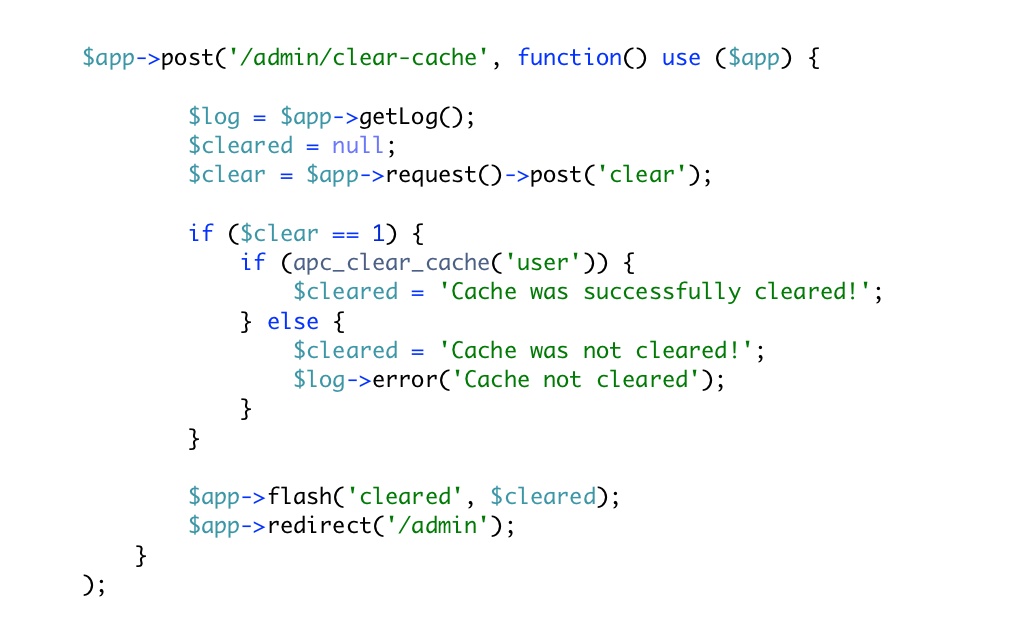 $app->post('/admin/clear-cache', function() use ($app) {
$log = $app->getLog();
$cleared = null;
$clear = $app->request()->post('clear');
if ($clear == 1) {
if (apc_clear_cache('user')) {
$cleared = 'Cache was successfully cleared!';
} else {
$cleared = 'Cache was not cleared!';
$log->error('Cache not cleared');
}
}
$app->flash('cleared', $cleared);
$app->redirect('/admin');
}
);